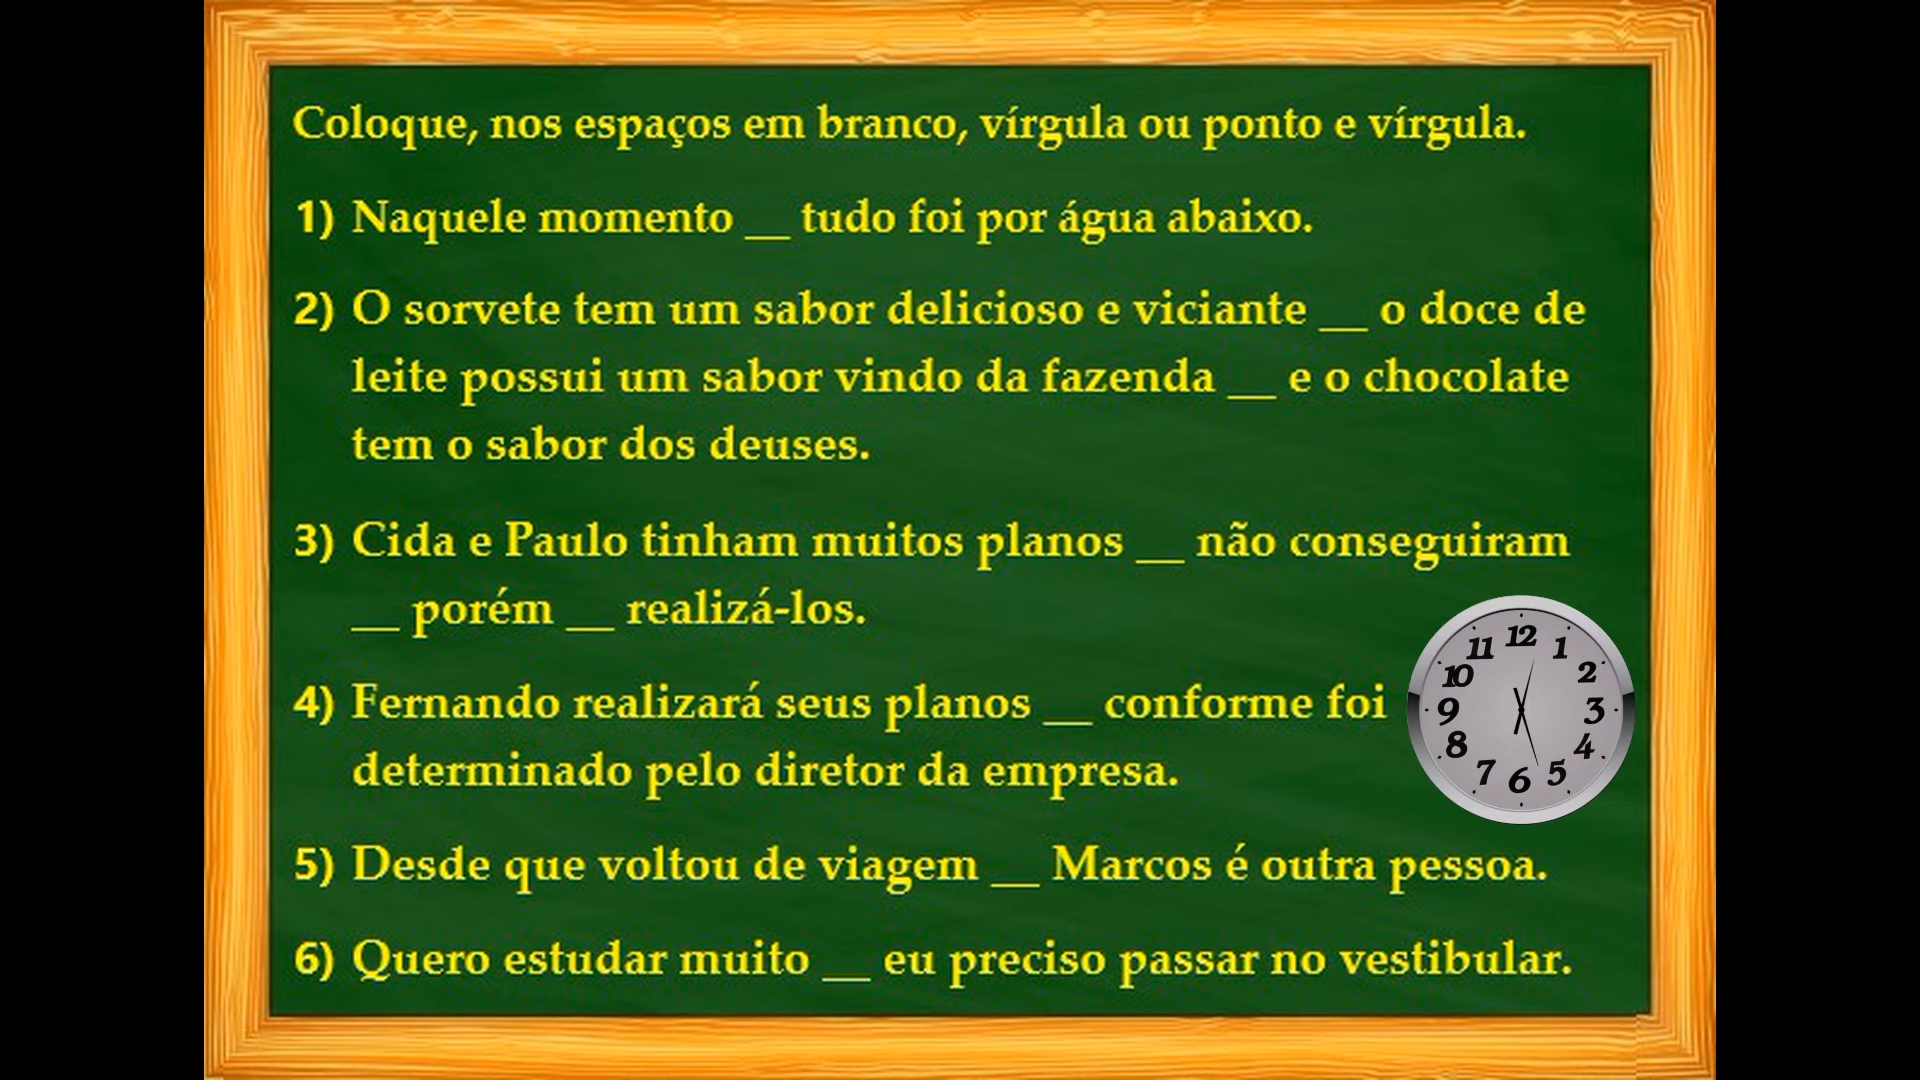 Coloque, nos espaços em branco, vírgula ou ponto e vírgula.
1) Naquele momento __ tudo foi por água abaixo.
2) O sorvete tem um sabor delicioso e viciante __ o doce de
leite possui um sabor vindo da fazenda __ e o chocolate
tem o sabor dos deuses.
3) Cida e Paulo tinham muitos planos __ não conseguiram
__ porém __ realizá-los.
4) Fernando realizará seus planos __ conforme foi
determinado pelo diretor da empresa.
5) Desde que voltou de viagem __ Marcos é outra pessoa.
6) Quero estudar muito __ eu preciso passar no vestibular.
12
1
2
3
4
5
6
7
8
9
10
11